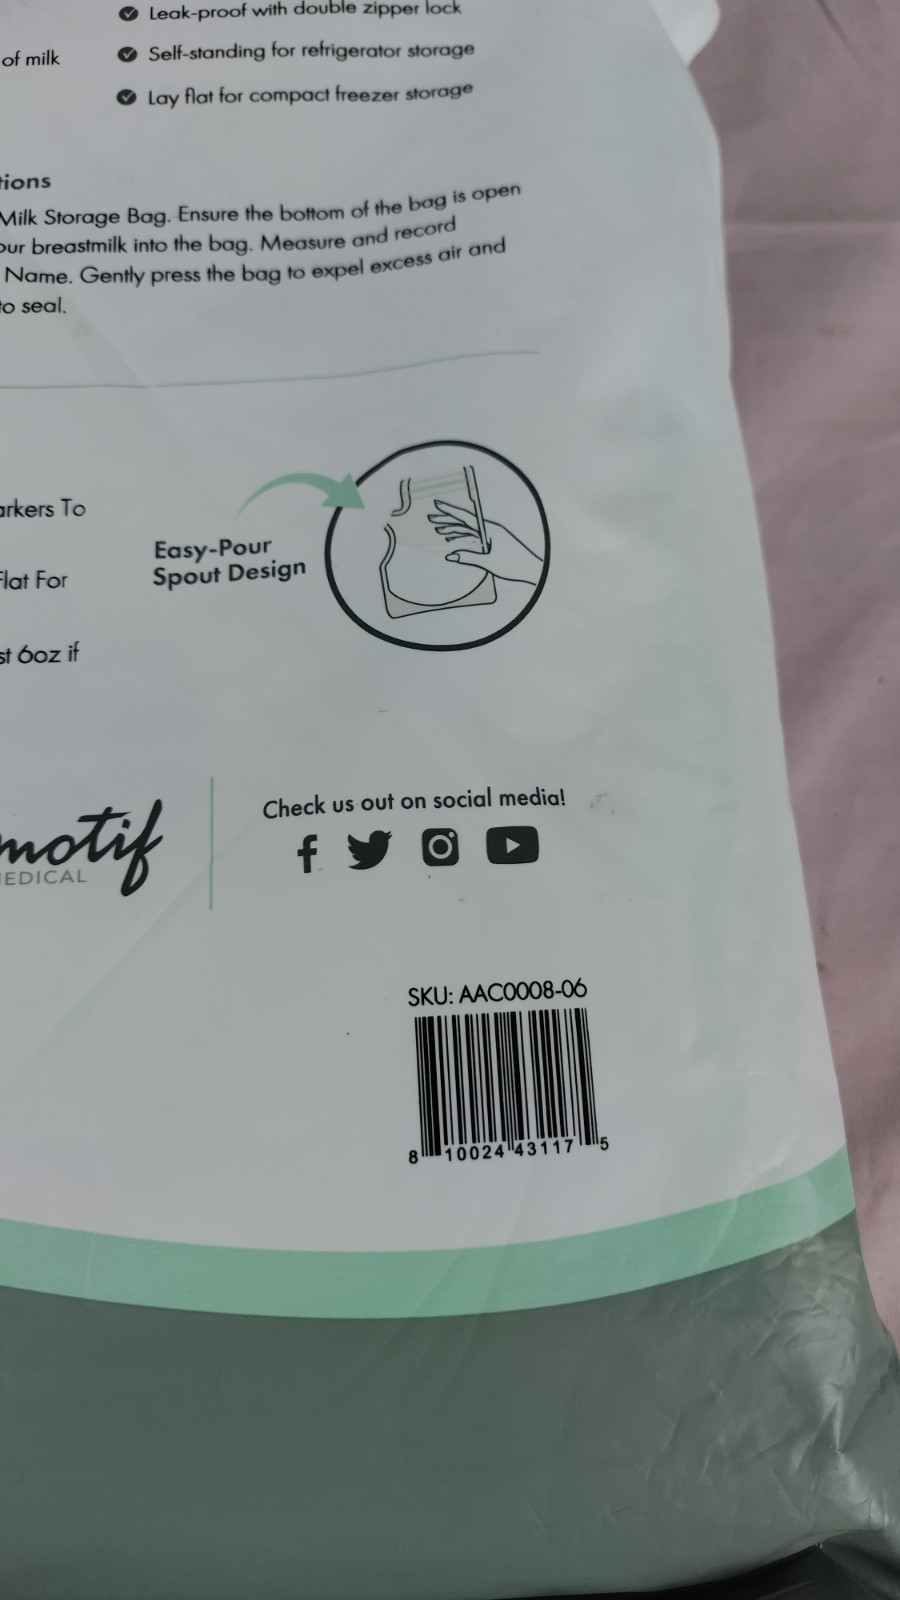 Leak-proof with double zipper lock
of milk
Self-standing for refrigerator storage
Lay flat for compact freezer storage
tions
Milk Storage Bag. Ensure the bottom of the bag is open
our breastmilk into the bag. Measure and record
Name. Gently press the bag to expel excess air and
to seal.
arkers To
Easy-Pour
Spout Design
Flat For
st 6oz if
motif
MEDICAL
Check us out on social media!
SKU: AAC0008-06
8 10024 43117 5